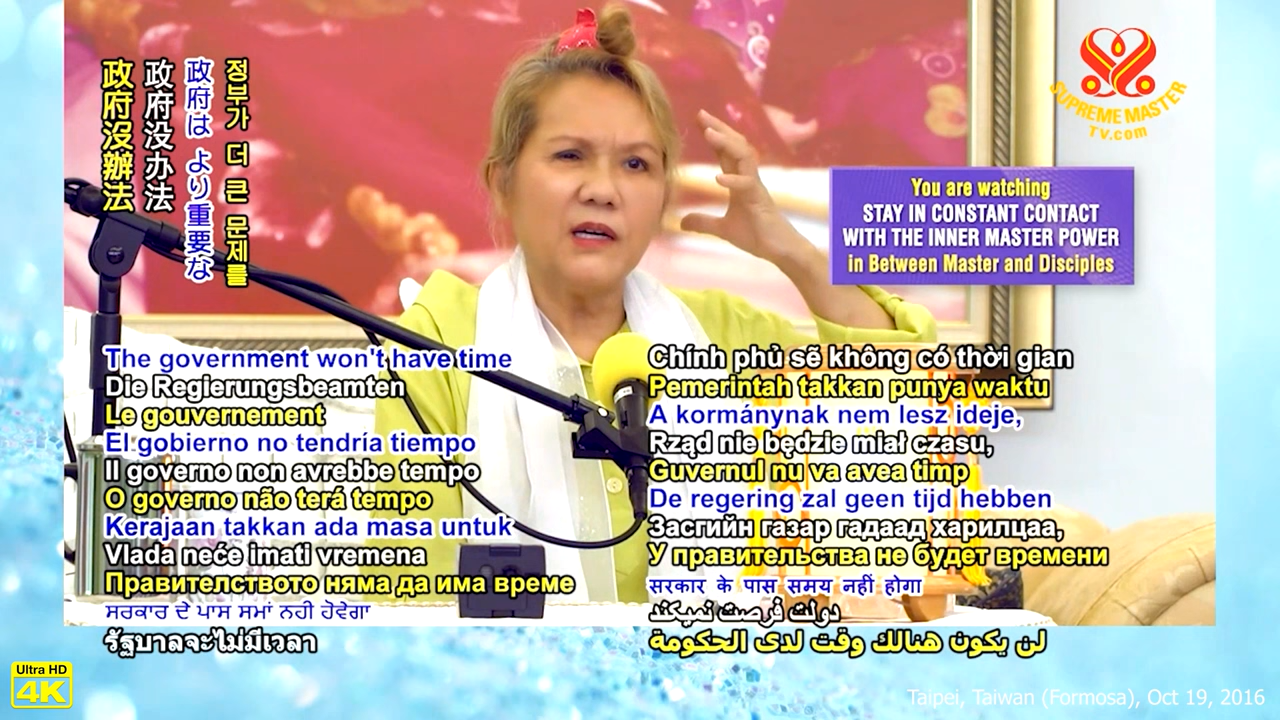 政府沒辦法
政府没办法
政府は より重要な
정부가 더 큰 문제를
SUPREME MASTER
TV.com
You are watching
STAY IN CONSTANT CONTACT
WITH THE INNER MASTER POWER
in Between Master and Disciples
The government won't have time
Die Regierungsbeamten
Le gouvernement
El gobierno no tendría tiempo
Il governo non avrebbe tempo
O governo não terá tempo
Kerajaan takkan ada masa untuk
Vlada neće imati vremena
Правителството няма да има време
ਸਰਕਾਰ ਦੇ ਪਾਸ ਸਮਾਂ ਨਹੀ ਹੋਵੇਗਾ
รัฐบาลจะไม่มีเวลา
Chính phủ sẽ không có thời gian
Pemerintah takkan punya waktu
A kormánynak nem lesz ideje,
Rząd nie będzie miał czasu,
Guvernul nu va avea timp
De regering zal geen tijd hebben
Засгийн газар гадаад харилцаа,
У правительства не будет времени
सरकार के पास समय नहीं होगा
دولت فرصت نمیکند
لن يكون هنالك وقت لدى الحكومة
Ultra HD
4K
Taipei, Taiwan (Formosa), Oct 19, 2016